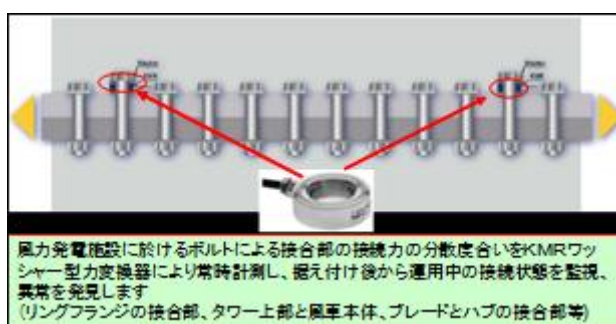 風力発電施設に於けるボルトによる接合部の接続力の分散度合いをKMRワッ
シャー型力変換器により常時計測し、据え付け後から運用中の接続状態を監視、
異常を発見します
(リングフランジの接合部、タワー上部と風車本体、ブレードとハブの接合部等)